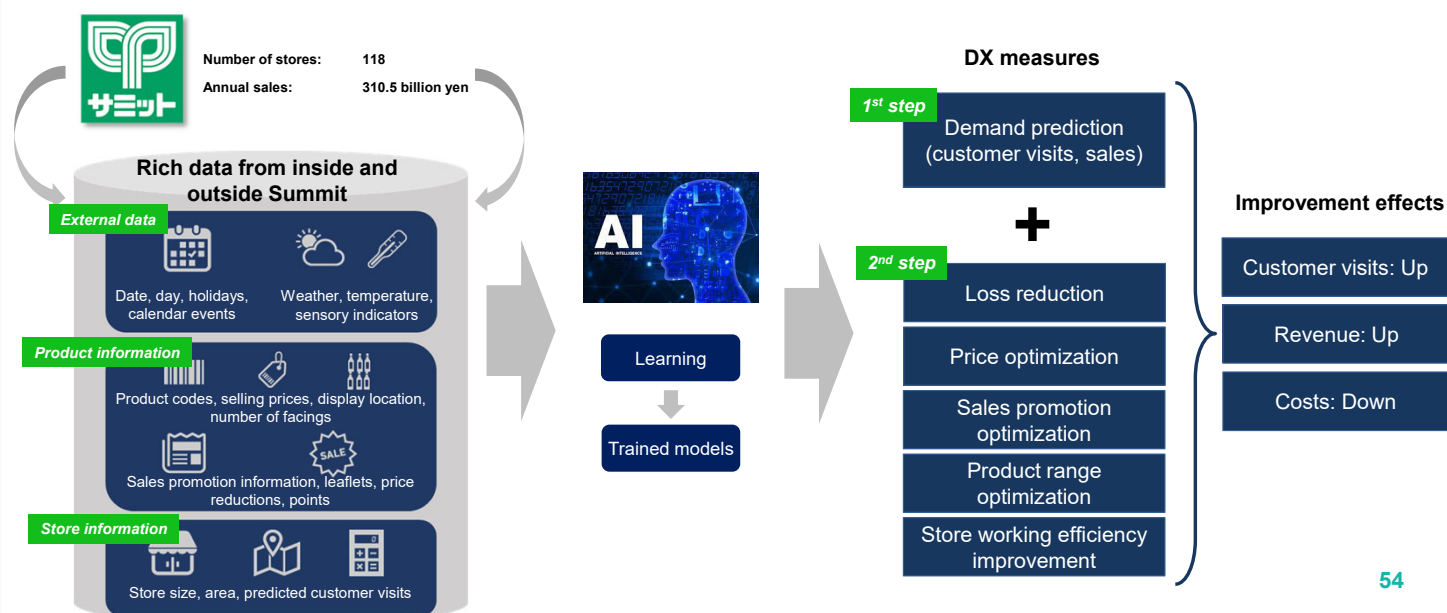 サミット
Number of stores: 118
Annual sales: 310.5 billion yen
Rich data from inside and
outside Summit
External data
Date, day, holidays,
calendar events
Weather, temperature,
sensory indicators
Product information
Product codes, selling prices, display location,
number of facings
SALE
Sales promotion information, leaflets, price
reductions, points
Store information
Store size, area, predicted customer visits
AI
ARTIFICIAL INTELLIGENCE
Learning
Trained models
DX measures
1st step
Demand prediction
(customer visits, sales)
+
2nd step
Loss reduction
Price optimization
Sales promotion
optimization
Product range
optimization
Store working efficiency
improvement
Improvement effects
Customer visits: Up
Revenue: Up
Costs: Down
54